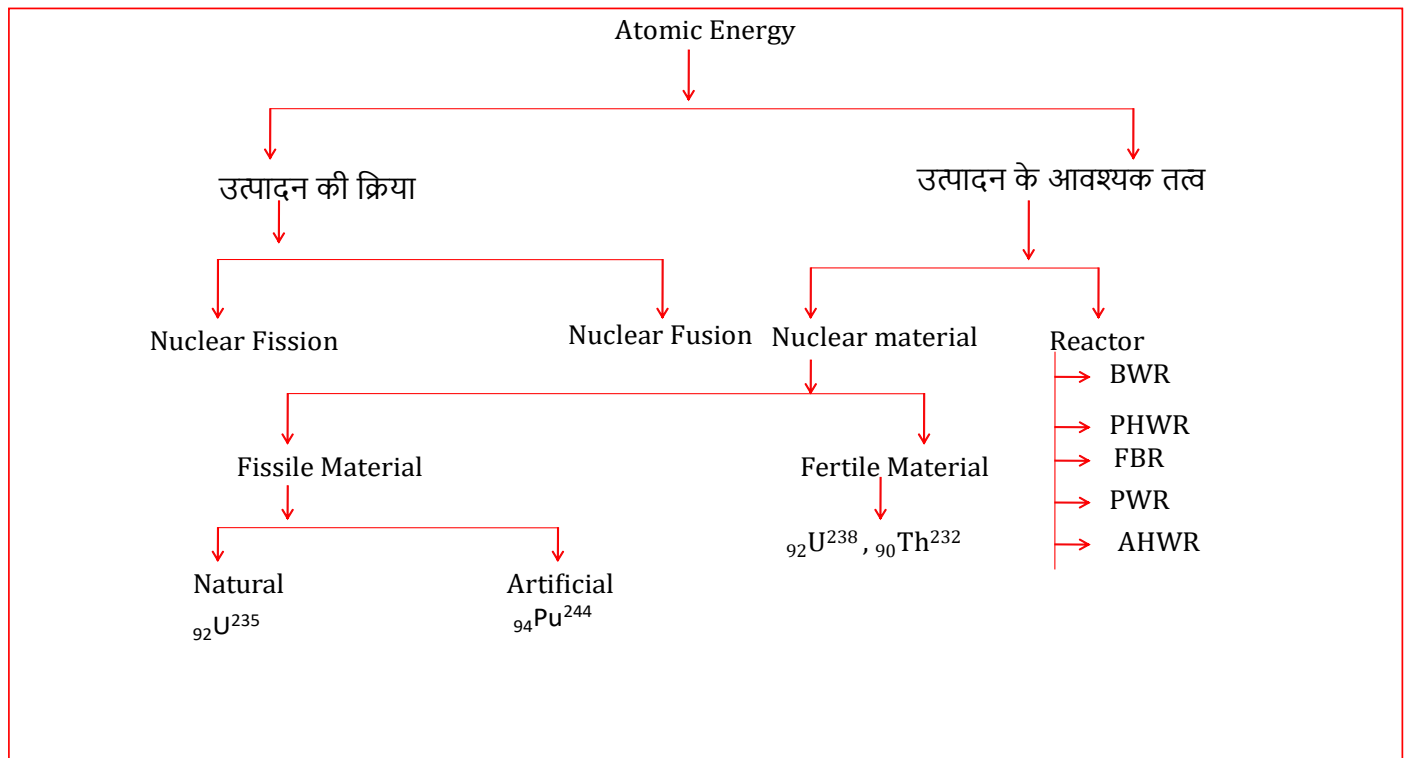 Atomic Energy
उत्पादन की क्रिया
उत्पादन के आवश्यक तत्व
Nuclear Fission
Nuclear Fusion
Nuclear material
Reactor
BWR
PHWR
FBR
PWR
AHWR
Fissile Material
Fertile Material
₉₂U²³⁸ , ₉₀Th²³²
Natural
₉₂U²³⁵
Artificial
₉₄Pu²⁴⁴